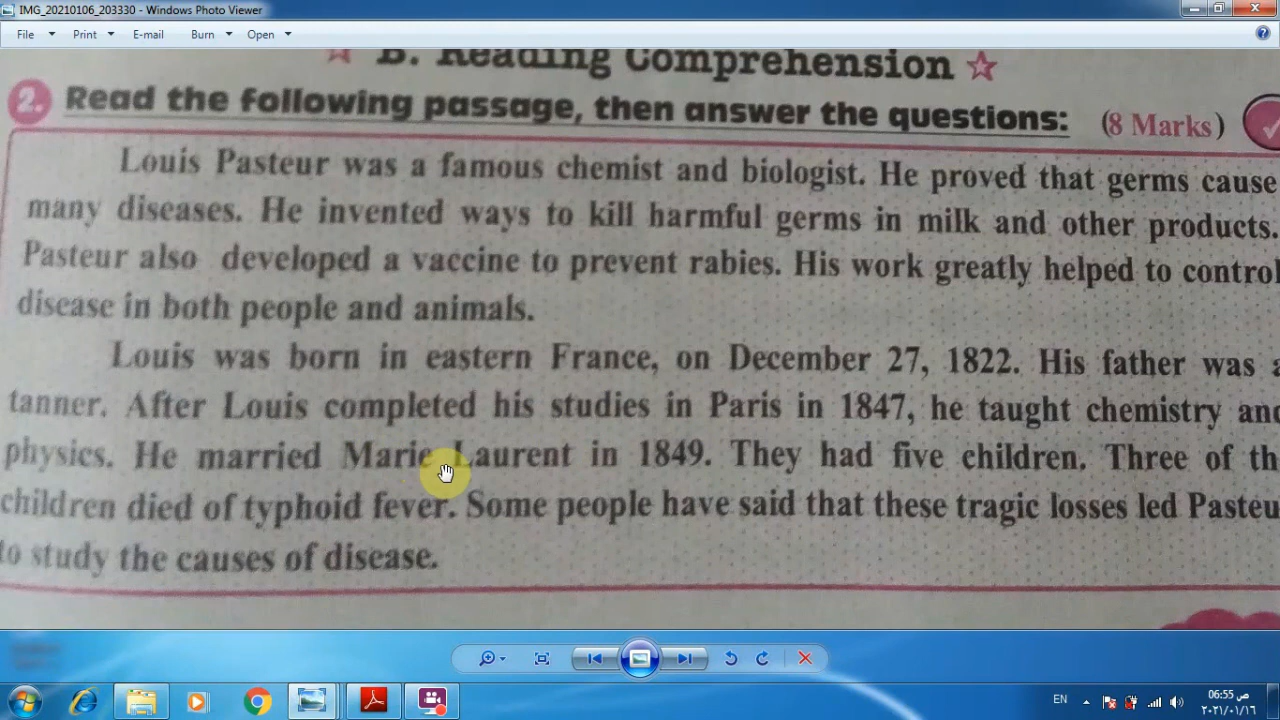 IMG_20210106_203330 - Windows Photo Viewer
File Print E-mail Burn Open
B. Reading Comprehension
2. Read the following passage, then answer the questions: (8 Marks)
Louis Pasteur was a famous chemist and biologist. He proved that germs cause
many diseases. He invented ways to kill harmful germs in milk and other products.
Pasteur also developed a vaccine to prevent rabies. His work greatly helped to control
disease in both people and animals.
Louis was born in eastern France, on December 27, 1822. His father was a
tanner. After Louis completed his studies in Paris in 1847, he taught chemistry and
physics. He married Marie Laurent in 1849. They had five children. Three of th
children died of typhoid fever. Some people have said that these tragic losses led Pasteu
to study the causes of disease.
EN
06:55 ص
٢٠٢١/٠١/١٦